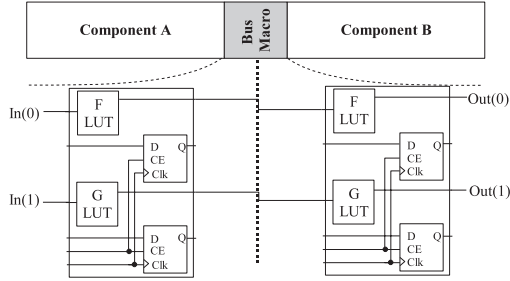 Component A
Bus Macro
Component B
In(0)
F LUT
D Q
CE
Clk
In(1)
G LUT
D Q
CE
Clk
F LUT
Out(0)
D Q
CE
Clk
G LUT
Out(1)
D Q
CE
Clk